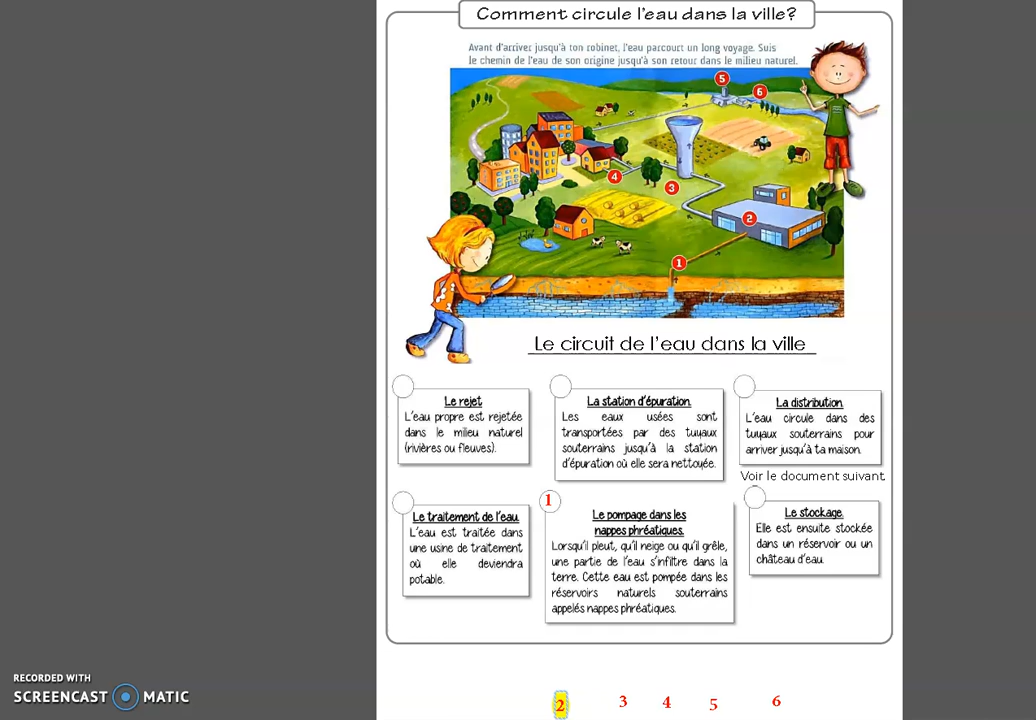 Comment circule l'eau dans la ville?
Avant d'arriver jusqu'à ton robinet, l'eau parcourt un long voyage. Suis
le chemin de l'eau de son origine jusqu'à son retour dans le milieu naturel.
5
6
4
3
2
1
Le circuit de l'eau dans la ville
Le rejet
L'eau propre est rejetée
dans le milieu naturel
(rivières ou fleuves).
La station d'épuration.
Les eaux usées sont
transportées par des tuyaux
souterrains jusqu'à la station
d'épuration où elle sera nettoyée.
La distribution.
L'eau circule dans des
tuyaux souterrains pour
arriver jusqu'à ta maison.
Voir le document suivant
Le traitement de l'eau.
L'eau est traitée dans
une usine de traitement
où elle deviendra
potable.
1
Le pompage dans les
nappes phréatiques.
Lorsqu'il pleut, qu'il neige ou qu'il grêle,
une partie de l'eau s'infiltre dans la
terre. Cette eau est pompée dans les
réservoirs naturels souterrains
appelés nappes phréatiques.
Le stockage.
Elle est ensuite stockée
dans un réservoir ou un
château d'eau.
RECORDED WITH
SCREENCAST MATIC
2 3 4 5 6